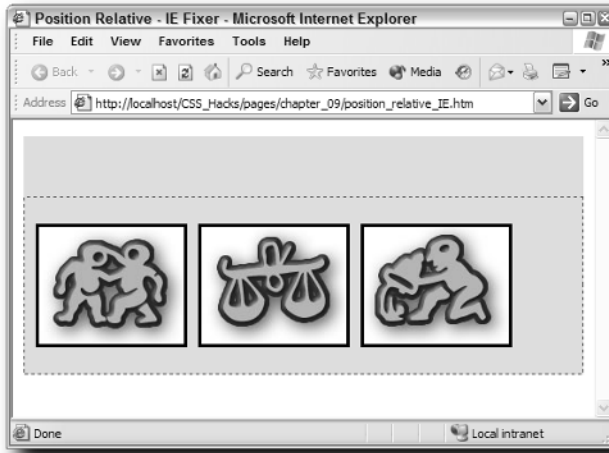 Position Relative - IE Fixer - Microsoft Internet Explorer
File Edit View Favorites Tools Help
Back Search Favorites Media
Address http://localhost/CSS_Hacks/pages/chapter_09/position_relative_IE.htm Go
Done Local intranet